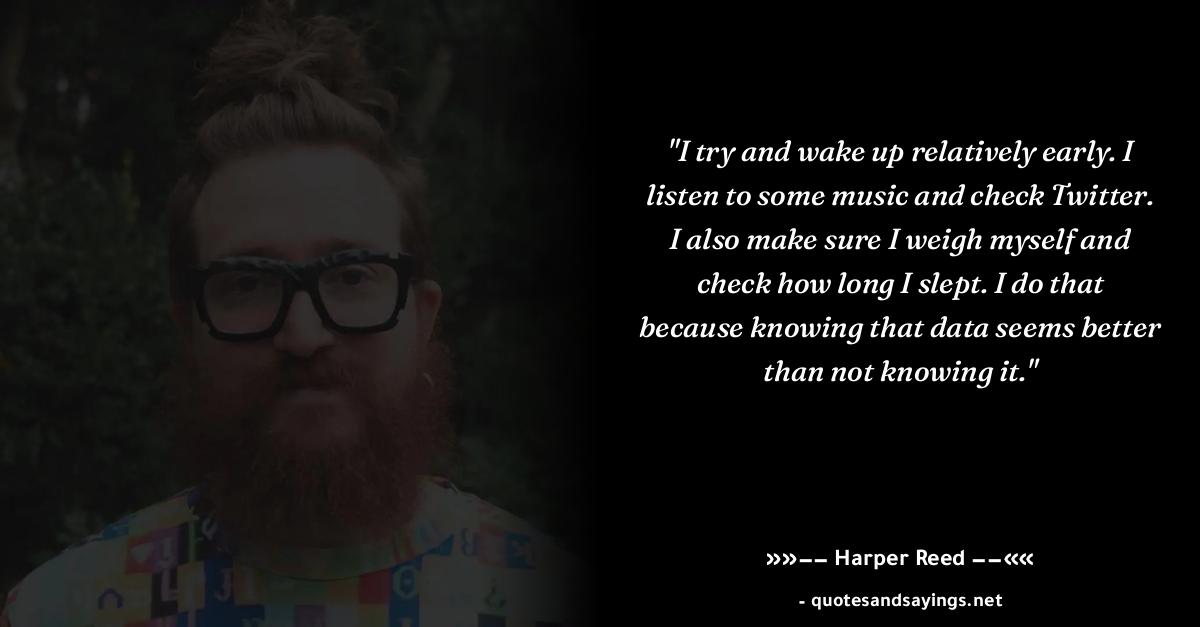 "I try and wake up relatively early. I
listen to some music and check Twitter.
I also make sure I weigh myself and
check how long I slept. I do that
because knowing that data seems better
than not knowing it."
»»−− Harper Reed −−««
- quotesandsayings.net